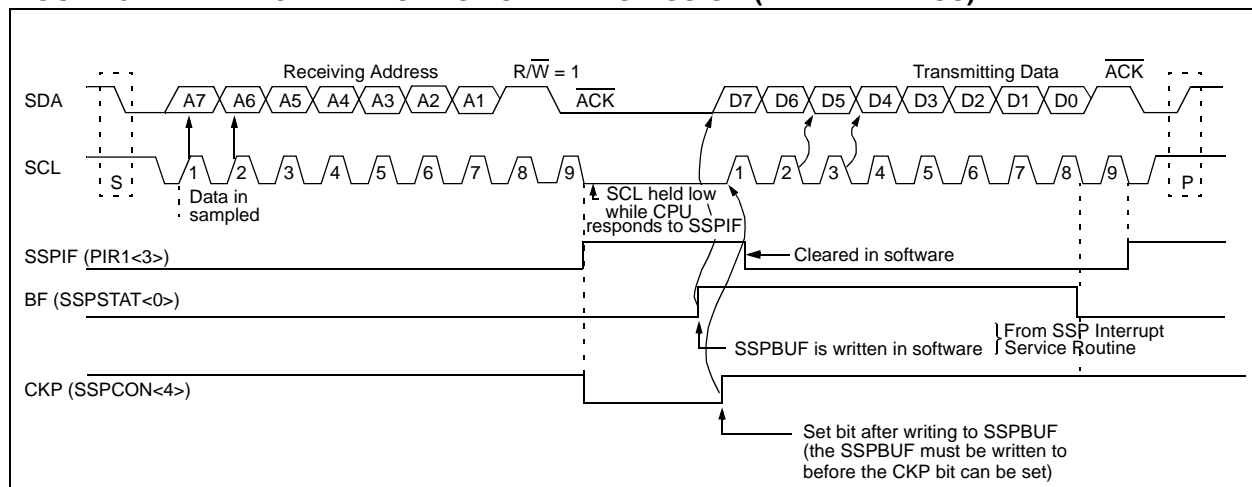 Receiving Address R/W = 1 Transmitting Data ACK
SDA A7 A6 A5 A4 A3 A2 A1 ACK D7 D6 D5 D4 D3 D2 D1 D0
SCL S 1 2 3 4 5 6 7 8 9 1 2 3 4 5 6 7 8 9 P
Data in
sampled
SCL held low
while CPU
responds to SSPIF
SSPIF (PIR1<3>)
Cleared in software
BF (SSPSTAT<0>)
SSPBUF is written in software
From SSP Interrupt
Service Routine
CKP (SSPCON<4>)
Set bit after writing to SSPBUF
(the SSPBUF must be written to
before the CKP bit can be set)